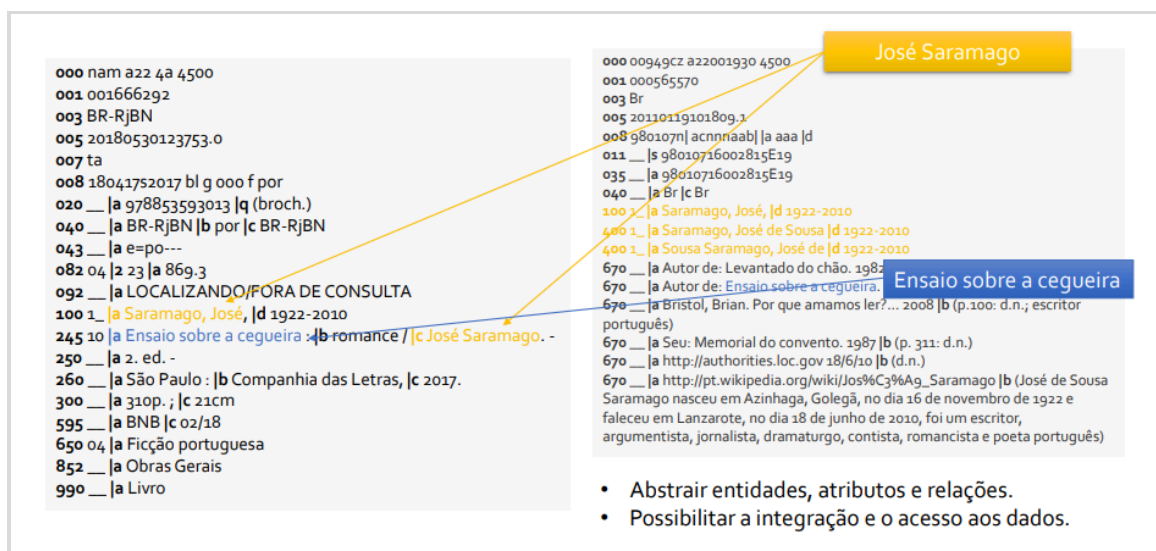 000 nam a22 4a 4500
001 001666292
003 BR-RjBN
005 20180530123753.0
007 ta
008 180417s2017 bl g 000 f por
020 __ |a 978853593013 |q (broch.)
040 __ |a BR-RjBN |b por |c BR-RjBN
043 __ |a e=po---
082 04 |2 23 |a 869.3
092 __ |a LOCALIZANDO/FORA DE CONSULTA
100 1_ |a Saramago, José, |d 1922-2010
245 10 |a Ensaio sobre a cegueira : |b romance / |c José Saramago. -
250 __ |a 2. ed. -
260 __ |a São Paulo : |b Companhia das Letras, |c 2017.
300 __ |a 310p. ; |c 21cm
595 __ |a BNB |c 02/18
650 04 |a Ficção portuguesa
852 __ |a Obras Gerais
990 __ |a Livro
José Saramago
000 00949cz a22001930 4500
001 000565570
003 Br
005 20110119101809.1
008 980107n| acnnnaab| |a aaa |d
011 __ |s 98010716002815E19
035 __ |a 98010716002815E19
040 __ |a Br |c Br
100 1_ |a Saramago, José, |d 1922-2010
400 1_ |a Saramago, José de Sousa |d 1922-2010
400 1_ |a Sousa Saramago, José de |d 1922-2010
670 __ |a Autor de: Levantado do chão. 1982
670 __ |a Autor de: Ensaio sobre a cegueira.
Ensaio sobre a cegueira
670 __ |a Bristol, Brian. Por que amamos ler?... 2008 |b (p.100: d.n.; escritor
português)
670 __ |a Seu: Memorial do convento. 1987 |b (p. 311: d.n.)
670 __ |a http://authorities.loc.gov 18/6/10 |b (d.n.)
670 __ |a http://pt.wikipedia.org/wiki/Jos%C3%A9_Saramago |b (José de Sousa
Saramago nasceu em Azinhaga, Golegã, no dia 16 de novembro de 1922 e
faleceu em Lanzarote, no dia 18 de junho de 2010, foi um escritor,
argumentista, jornalista, dramaturgo, contista, romancista e poeta português)
• Abstrair entidades, atributos e relações.
• Possibilitar a integração e o acesso aos dados.